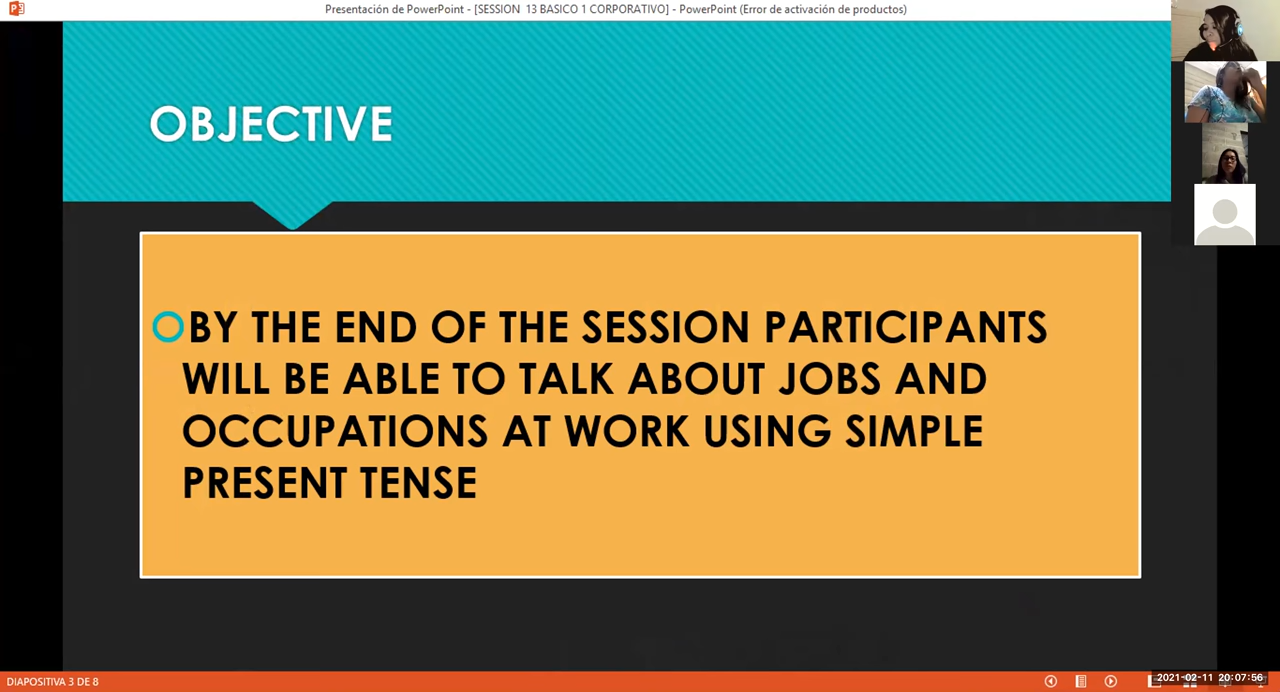 Presentación de PowerPoint - [SESSION  13 BASICO 1 CORPORATIVO] - PowerPoint (Error de activación de productos)
OBJECTIVE
BY THE END OF THE SESSION PARTICIPANTS
WILL BE ABLE TO TALK ABOUT JOBS AND
OCCUPATIONS AT WORK USING SIMPLE
PRESENT TENSE
DIAPOSITIVA 3 DE 8
2021-02-11 20:07:56